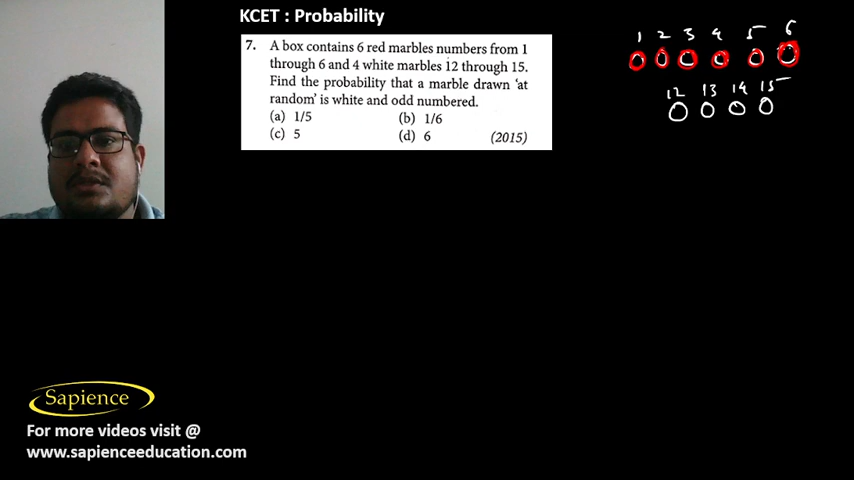 KCET : Probability
7. A box contains 6 red marbles numbers from 1
through 6 and 4 white marbles 12 through 15.
Find the probability that a marble drawn 'at
random' is white and odd numbered.
(a) 1/5 (b) 1/6
(c) 5 (d) 6 (2015)
1 2 3 4 5 6
12 13 14 15
Sapience
For more videos visit @
www.sapienceeducation.com